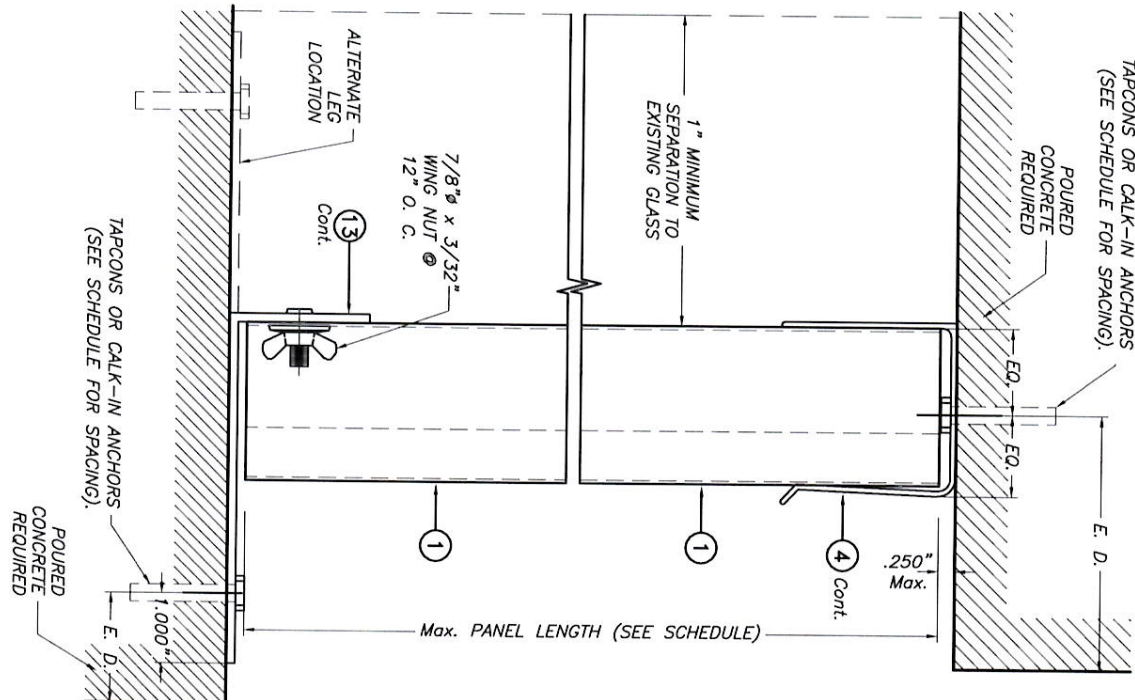 TAPCONS OR CALK-IN ANCHORS
(SEE SCHEDULE FOR SPACING).
POURED
CONCRETE
REQUIRED
EQ.
EQ.
E. D.
1" MINIMUM
SEPARATION TO
EXISTING GLASS
.250"
Max.
4 Cont.
1
1
Max. PANEL LENGTH (SEE SCHEDULE)
ALTERNATE
LEG
LOCATION
7/8"ø x 3/32"
WING NUT @
12" O. C.
13
Cont.
TAPCONS OR CALK-IN ANCHORS
(SEE SCHEDULE FOR SPACING).
1.000"
E. D.
POURED
CONCRETE
REQUIRED